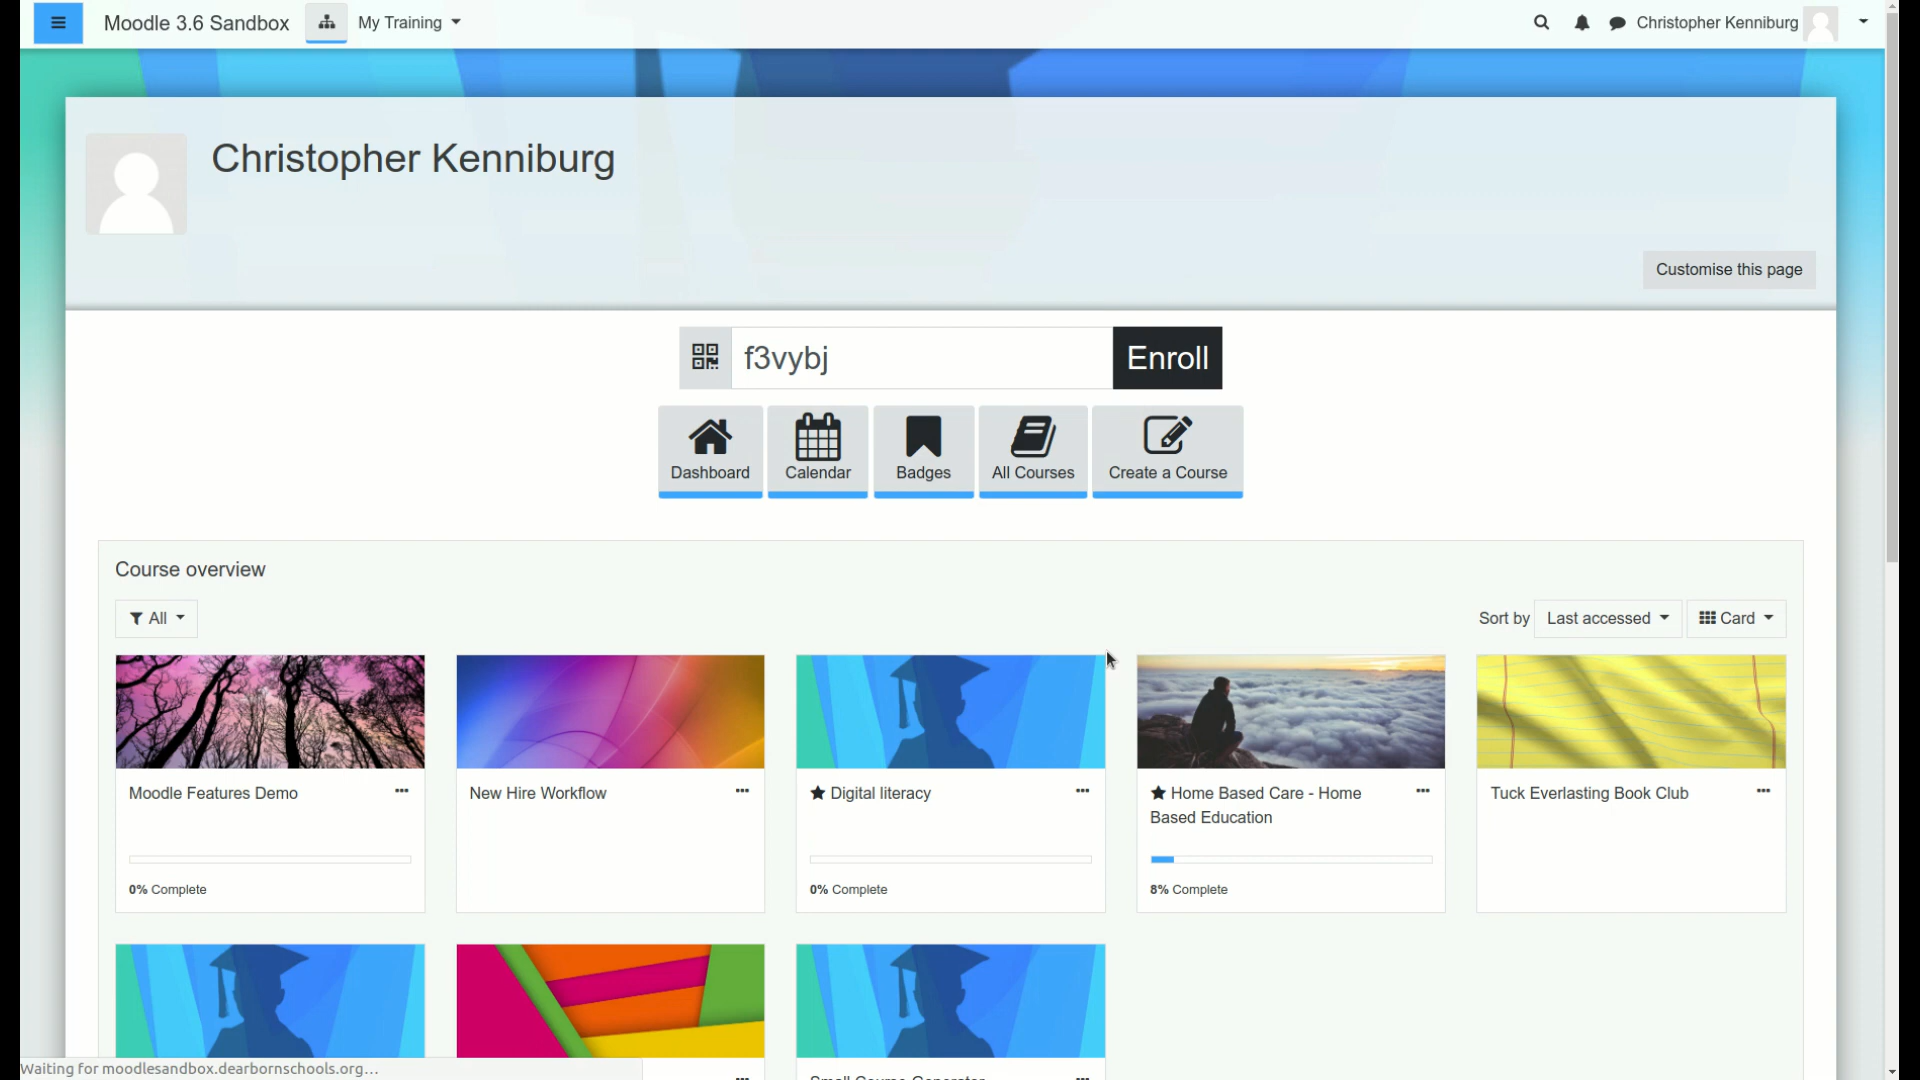 Moodle 3.6 Sandbox
My Training
Christopher Kenniburg
Christopher Kenniburg
Customise this page
f3vybj
Enroll
Dashboard
Calendar
Badges
All Courses
Create a Course
Course overview
All
Sort by
Last accessed
Card
Moodle Features Demo
0% Complete
New Hire Workflow
Digital literacy
0% Complete
Home Based Care - Home
Based Education
8% Complete
Tuck Everlasting Book Club
Small Course Generator
Waiting for moodlesandbox.dearbornschools.org...